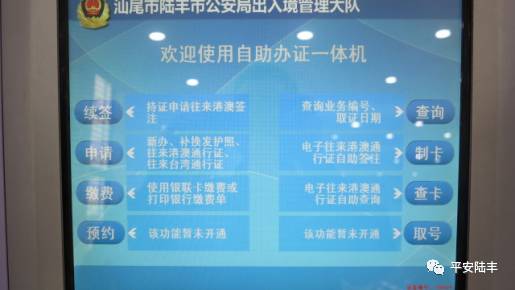 汕尾市陆丰市公安局出入境管理大队
欢迎使用自助办证一体机
续签
持证申请往来港澳签
注
查询业务编号、
取证日期
查询
申请
新办、补换发护照、
往来港澳通行证、
往来台湾通行证
电子往来港澳通
行证自助签注
制卡
缴费
使用银联卡缴费或
打印银行缴费单
电子往来港澳通
行证自助查询
查卡
预约
该功能暂未开通
该功能暂未开通
取号
平安陆丰